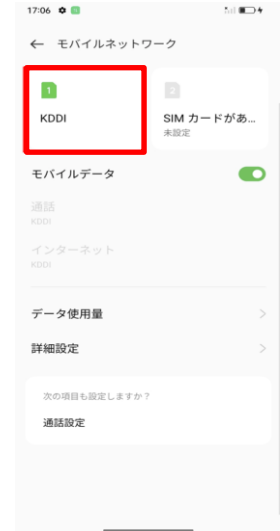 17:06
← モバイルネットワーク
1
2
KDDI
SIM カードがあ...
未設定
モバイルデータ
通話
KDDI
インターネット
KDDI
データ使用量
詳細設定
次の項目も設定しますか？
通話設定